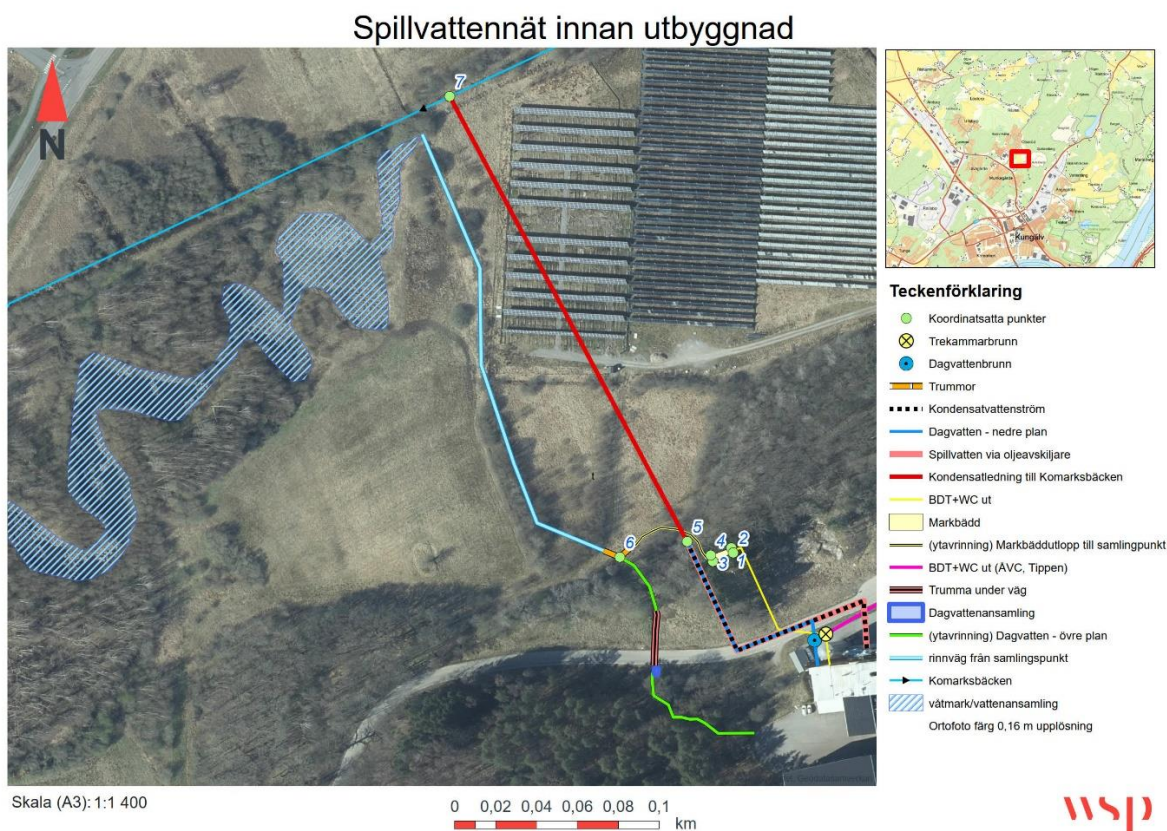 Spillvattennät innan utbyggnad
N
7
6
5
4
3
2
1
Kungälv
Teckenförklaring
Koordinatsatta punkter
Trekammarbrunn
Dagvattenbrunn
Trummor
Kondensatvattenström
Dagvatten - nedre plan
Spillvatten via oljeavskiljare
Kondensatledning till Komarksbäcken
BDT+WC ut
Markbädd
(ytavrinning) Markbäddutlopp till samlingpunkt
BDT+WC ut (ÅVC, Tippen)
Trumma under väg
Dagvattenansamling
(ytavrinning) Dagvatten - övre plan
rinnväg från samlingspunkt
Komarksbäcken
våtmark/vattenansamling
Ortofoto färg 0,16 m upplösning
Skala (A3): 1:1 400
0 0,02 0,04 0,06 0,08 0,1
km
wsp